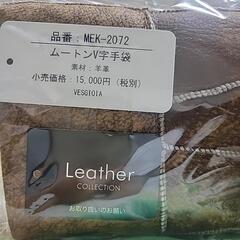 品番：MEK-2072
ムートンV字手袋
素材：羊革
小売価格：15,000円（税別）
VESGIOIA
Leather
COLLECTION
お取り扱いのお願い